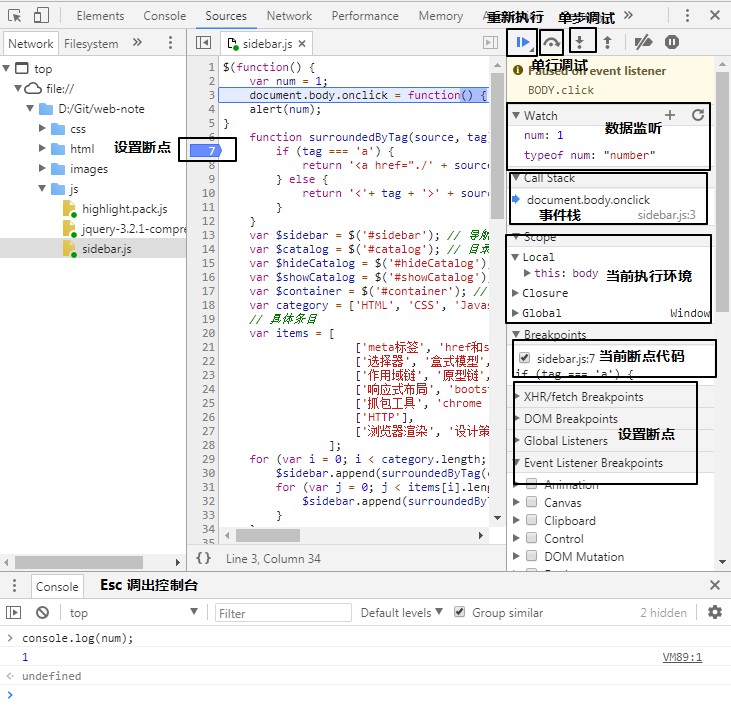 Elements Console Sources Network Performance Memory »
重新执行 单步调试
Network Filesystem »
sidebar.js ×
单行调试
top
file://
D:/Git/web-note
css
html
images
js
highlight.pack.js
jquery-3.2.1-compre
sidebar.js
设置断点
1 $(function() {
2 var num = 1;
3 document.body.onclick = function() {
4 alert(num);
5 }
6 function surroundedByTag(source, tag
7 if (tag === 'a') {
8 return '<a href="./' + source
9 } else {
10 return '<'+ tag + '>' + source
11 }
12 }
13 var $sidebar = $('#sidebar'); // 导航
14 var $catalog = $('#catalog'); // 目录
15 var $hideCatalog = $('#hideCatalog')
16 var $showCatalog = $('#showCatalog')
17 var $container = $('#container'); //
18 var category = ['HTML', 'CSS', 'Javas
19 // 具体条目
20 var items = [
21 ['meta标签', 'href和s
22 ['选择器', '盒式模型',
23 ['作用域链', '原型链',
24 ['响应式布局', 'bootst
25 ['抓包工具', 'chrome
26 ['HTTP'],
27 ['浏览器渲染', '设计策
28 ];
29 for (var i = 0; i < category.length;
30 $sidebar.append(surroundedByTag(
31 for (var j = 0; j < items[i].leng
32 $sidebar.append(surroundedByT
33 }
34
35
{} Line 3, Column 34
Paused on event listener
BODY.click
Watch
num: 1
typeof num: "number"
数据监听
Call Stack
document.body.onclick
sidebar.js:3
事件栈
Scope
Local
this: body
Closure
Global Window
当前执行环境
Breakpoints
sidebar.js:7 当前断点代码
if (tag === 'a') {
XHR/fetch Breakpoints
DOM Breakpoints
Global Listeners
Event Listener Breakpoints
设置断点
Animation
Canvas
Clipboard
Control
DOM Mutation
Console Esc 调出控制台
top Filter Default levels Group similar 2 hidden
> console.log(num);
1 VM89:1
undefined
>